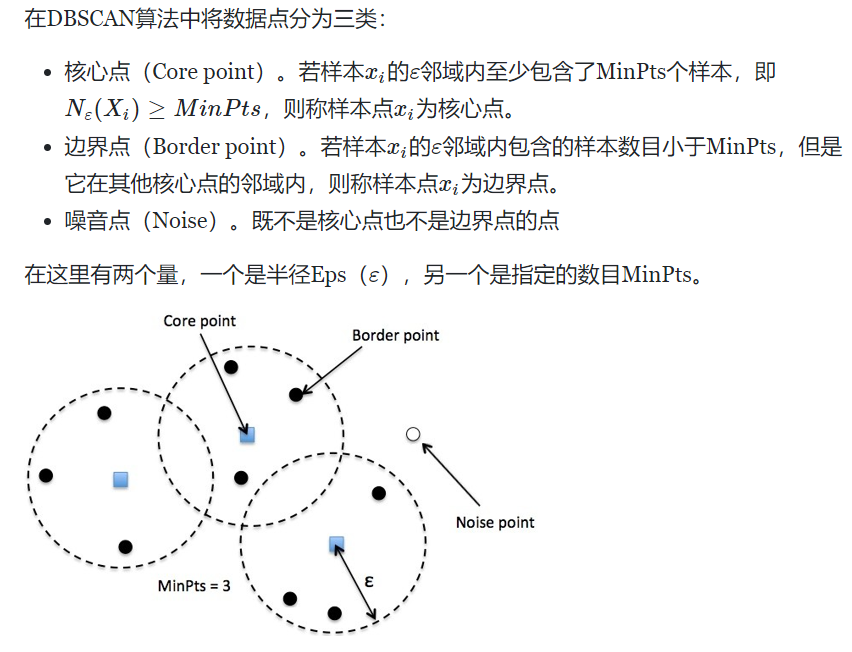 在DBSCAN算法中将数据点分为三类：
• 核心点（Core point）。若样本xᵢ的ε邻域内至少包含了MinPts个样本，即
Nε(Xᵢ) ≥ MinPts，则称样本点xᵢ为核心点。
• 边界点（Border point）。若样本xᵢ的ε邻域内包含的样本数目小于MinPts，但是
它在其他核心点的邻域内，则称样本点xᵢ为边界点。
• 噪音点（Noise）。既不是核心点也不是边界点的点
在这里有两个量，一个是半径Eps（ε），另一个是指定的数目MinPts。
Core point
Border point
Noise point
ε
MinPts = 3